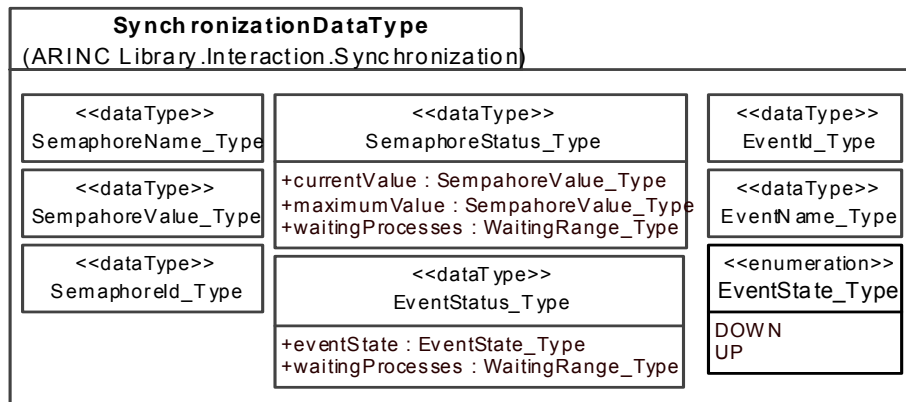 SynchronizationDataType
(ARINC Library.Interaction.Synchronization)
<<dataType>>
SemaphoreName_Type
<<dataType>>
SempahoreValue_Type
<<dataType>>
SemaphoreId_Type
<<dataType>>
SemaphoreStatus_Type
+currentValue : SempahoreValue_Type
+maximumValue : SempahoreValue_Type
+waitingProcesses : WaitingRange_Type
<<dataType>>
EventStatus_Type
+eventState : EventState_Type
+waitingProcesses : WaitingRange_Type
<<dataType>>
EventId_Type
<<dataType>>
EventName_Type
<<enumeration>>
EventState_Type
DOWN
UP